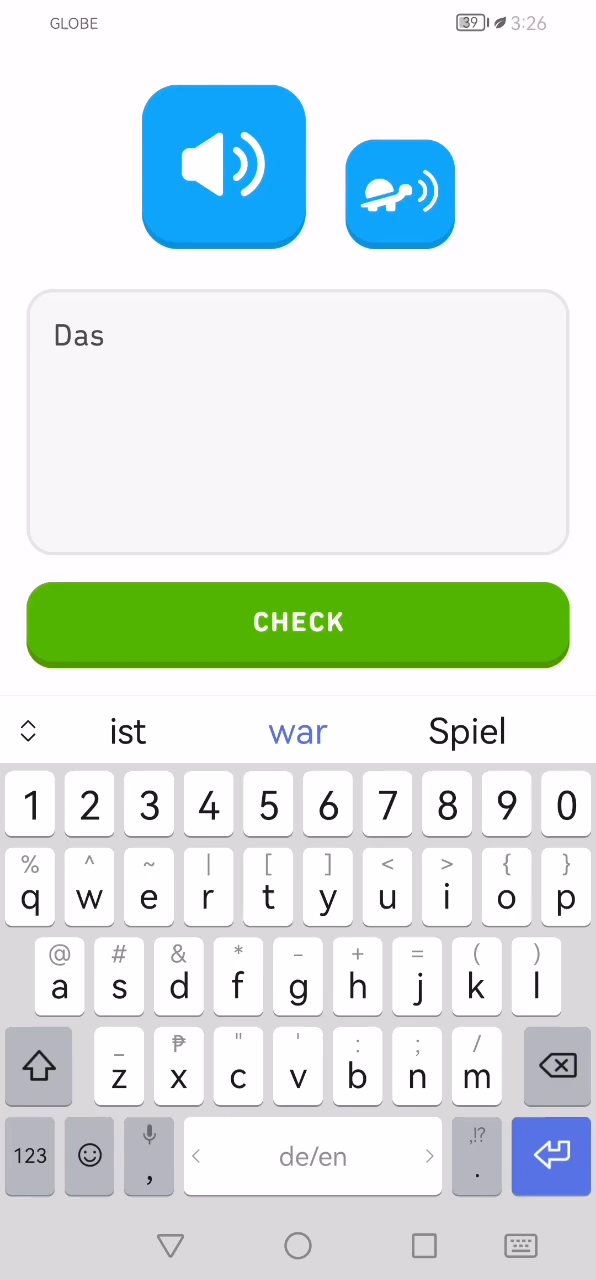 GLOBE 39 3:26
Das
CHECK
ist war Spiel
1 2 3 4 5 6 7 8 9 0
% ^ ~ | [ ] < > { }
q w e r t y u i o p
@ # & * - + = ( )
a s d f g h j k l
_ ₱ " ' : ; /
z x c v b n m
123 , < de/en > ,!? .